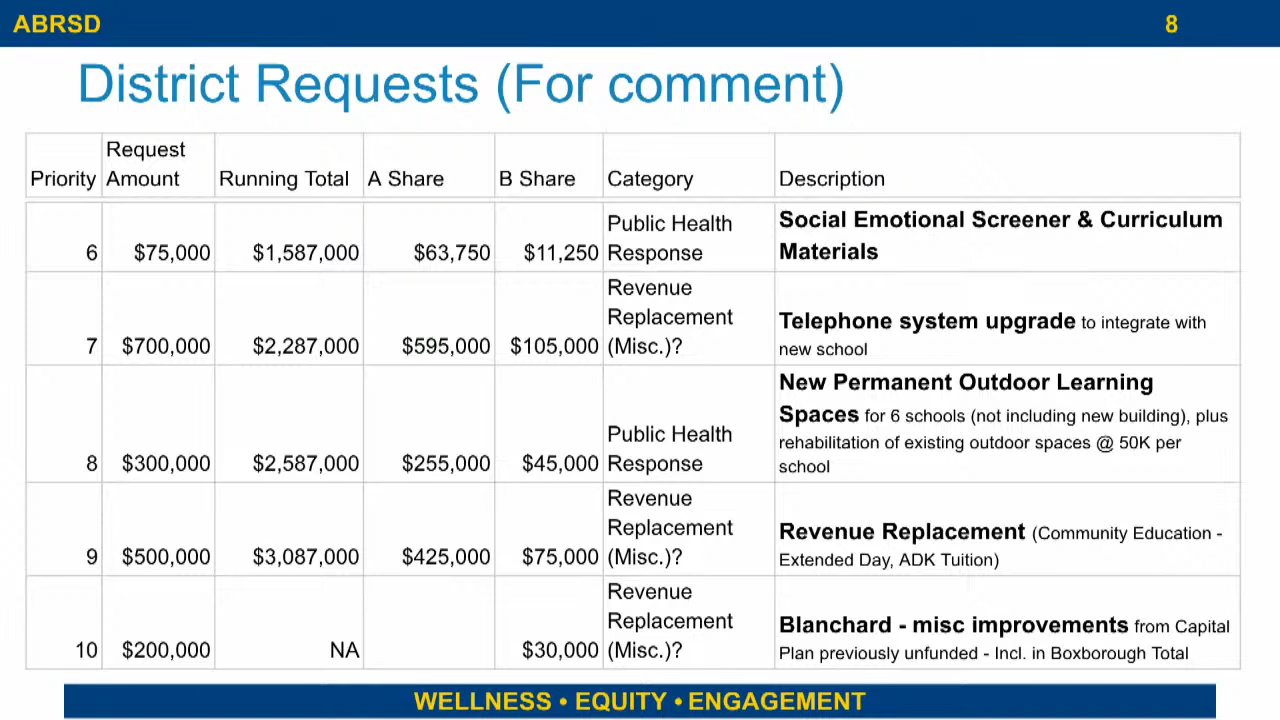 ABRSD 8
District Requests (For comment)
Priority Request Amount Running Total A Share B Share Category Description
6 $75,000 $1,587,000 $63,750 $11,250 Public Health Response Social Emotional Screener & Curriculum Materials
7 $700,000 $2,287,000 $595,000 $105,000 Revenue Replacement (Misc.)? Telephone system upgrade to integrate with new school
8 $300,000 $2,587,000 $255,000 $45,000 Public Health Response New Permanent Outdoor Learning Spaces for 6 schools (not including new building), plus rehabilitation of existing outdoor spaces @ 50K per school
9 $500,000 $3,087,000 $425,000 $75,000 Revenue Replacement (Misc.)? Revenue Replacement (Community Education - Extended Day, ADK Tuition)
10 $200,000 NA $30,000 Revenue Replacement (Misc.)? Blanchard - misc improvements from Capital Plan previously unfunded - Incl. in Boxborough Total
WELLNESS • EQUITY • ENGAGEMENT